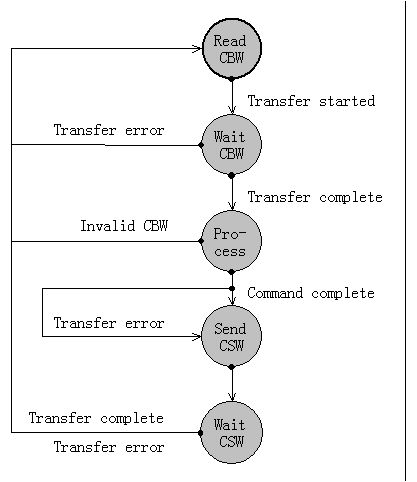 Read
CBW
Transfer started
Transfer error
Wait
CBW
Transfer complete
Invalid CBW
Pro-
cess
Command complete
Transfer error
Send
CSW
Transfer complete
Transfer error
Wait
CSW